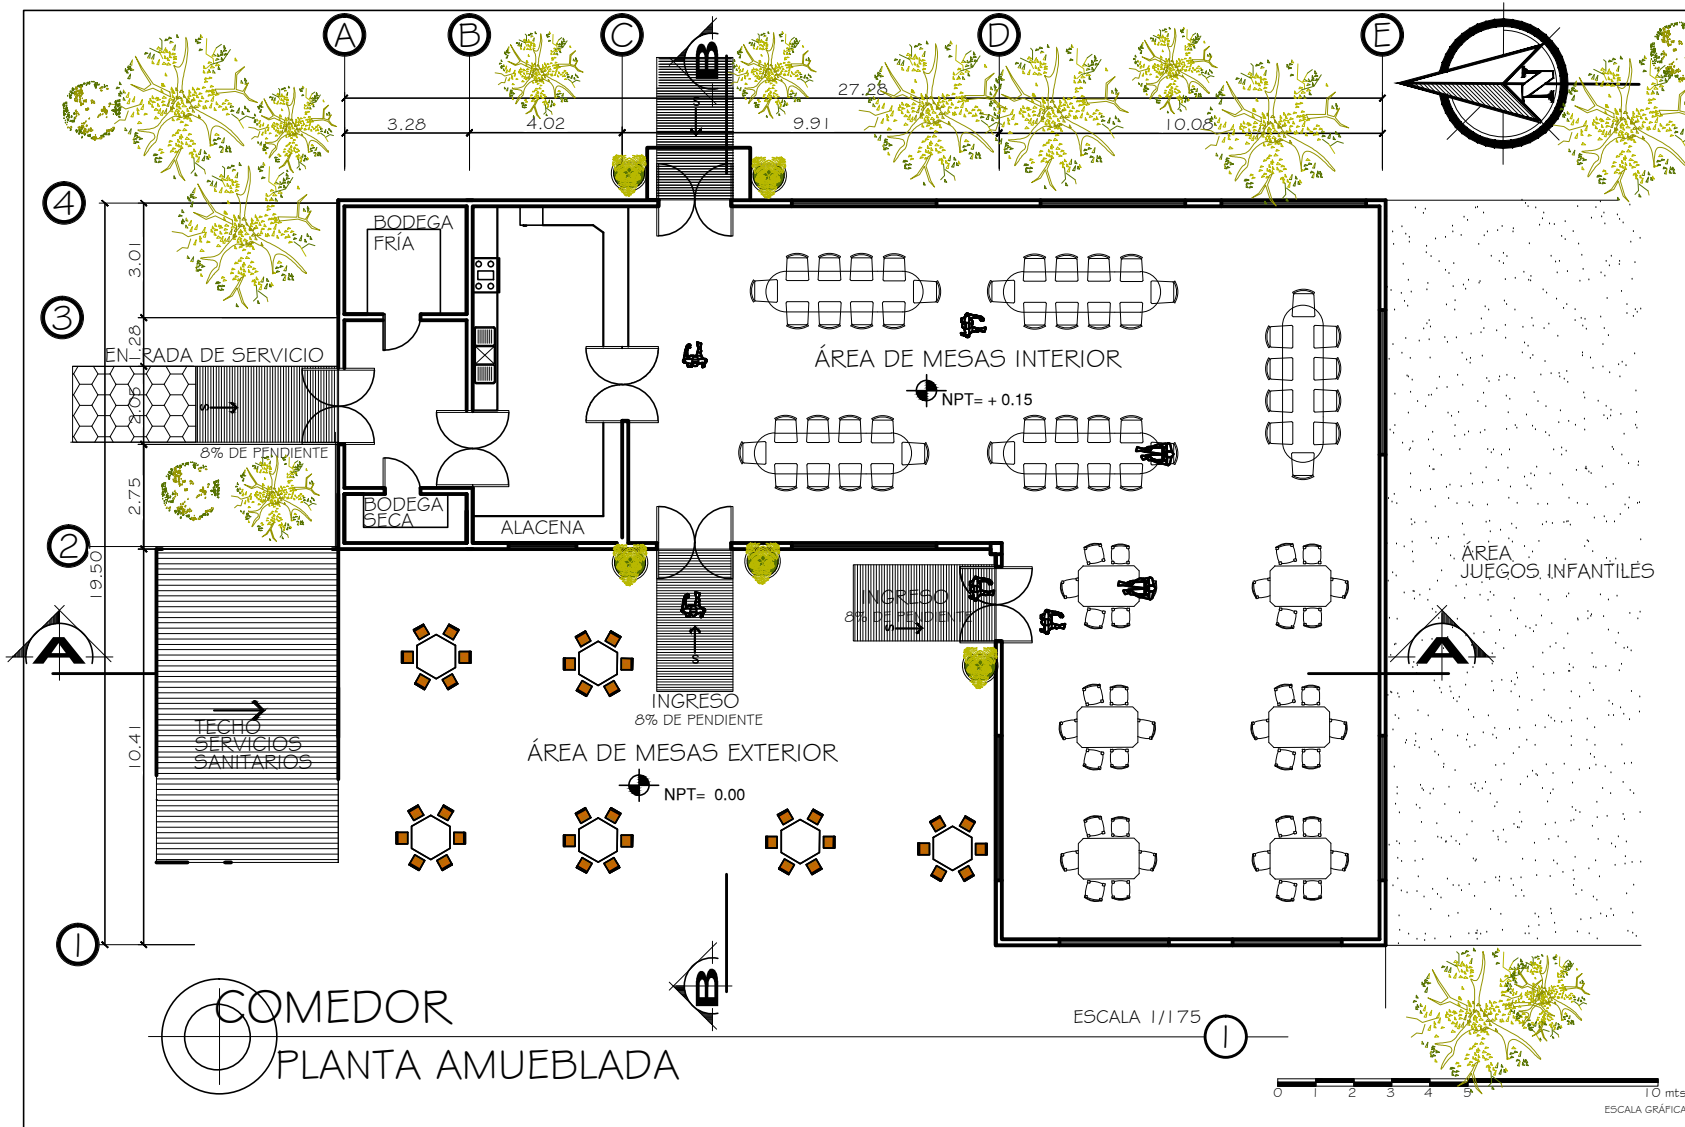 A
B
C
D
E
B
N
27.28
3.28
4.02
9.91
10.08
S
4
BODEGA
FRÍA
3.01
3
1.28
ENTRADA DE SERVICIO
ÁREA DE MESAS INTERIOR
NPT= + 0.15
2.05
S
8% DE PENDIENTE
2.75
BODEGA
SECA
ALACENA
2
19.50
ÁREA
JUEGOS INFANTILES
INGRESO
8% DE PENDIENTE
S
S
A
A
INGRESO
8% DE PENDIENTE
TECHO
SERVICIOS
SANITARIOS
10.41
ÁREA DE MESAS EXTERIOR
NPT= 0.00
1
B
COMEDOR
ESCALA 1/175
1
PLANTA AMUEBLADA
0 1 2 3 4 5 10 mts
ESCALA GRÁFICA